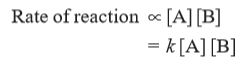 Rate of reaction ∝ [A] [B]
= k [A] [B]